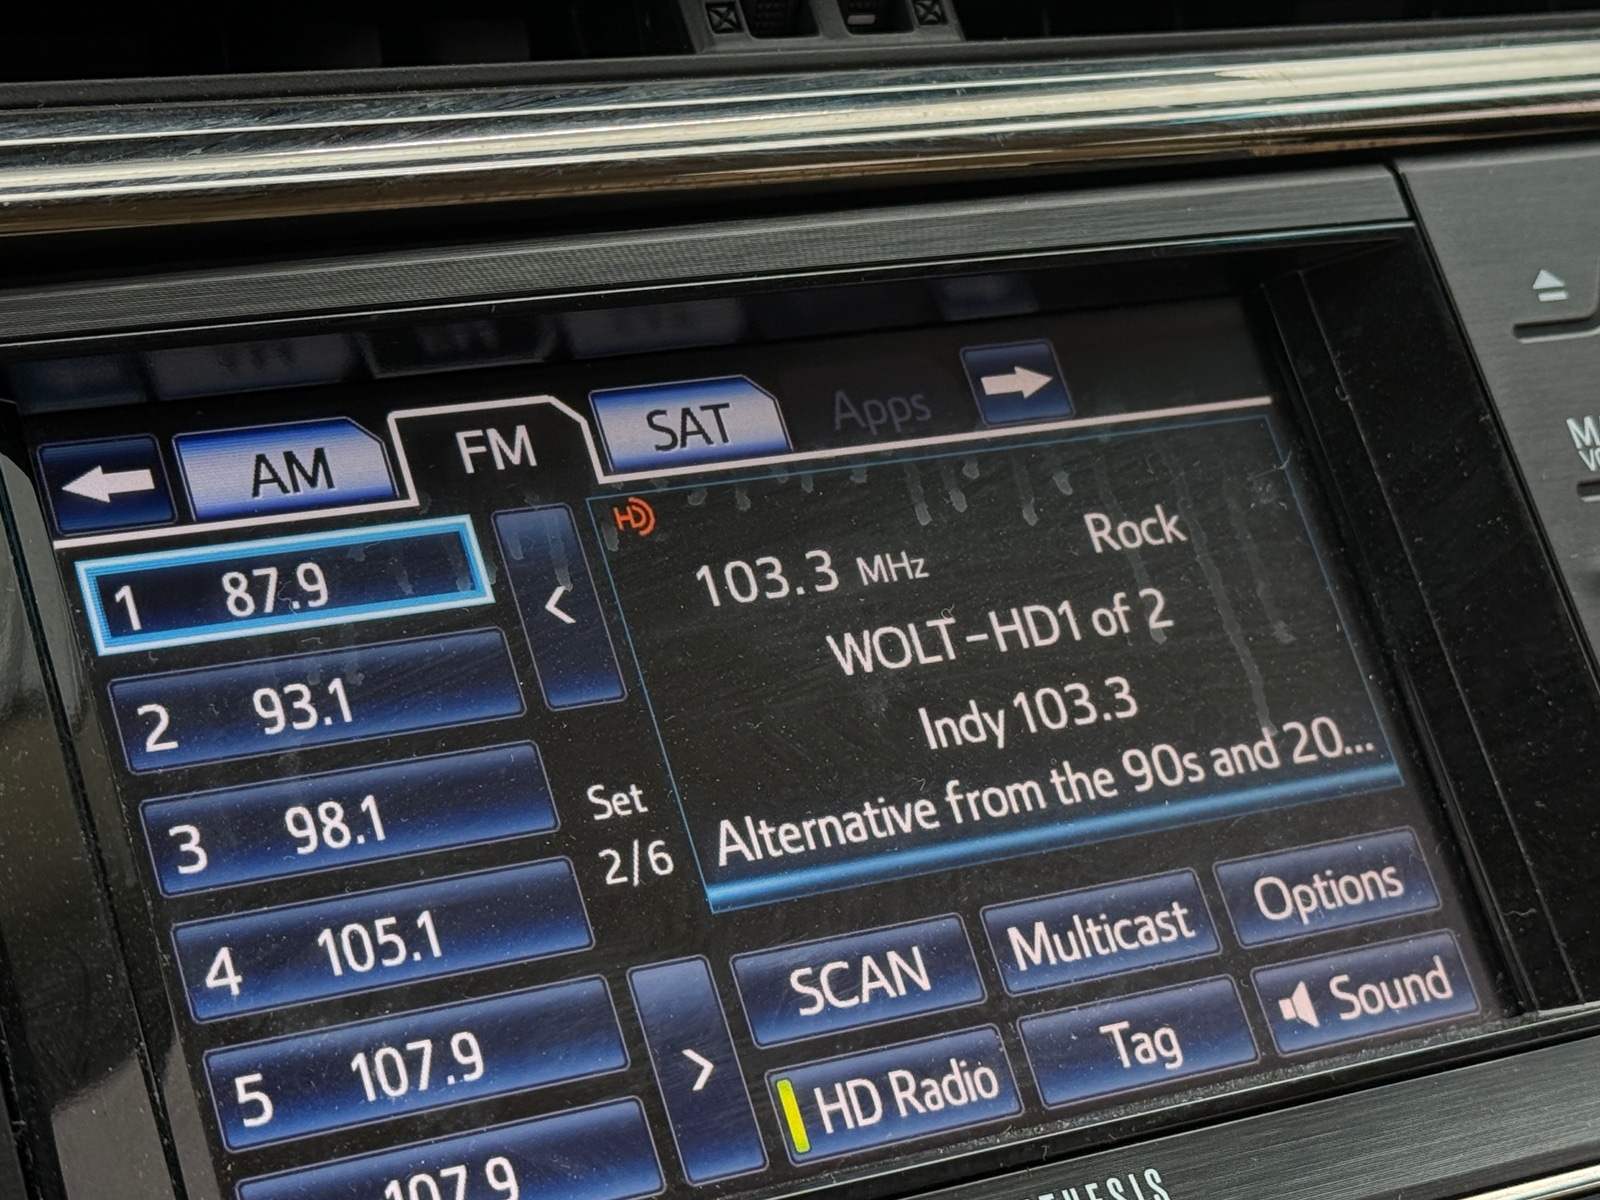 AM
FM
SAT
Apps
1 87.9
2 93.1
3 98.1
4 105.1
5 107.9
107.9
<
>
Set
2/6
HD
103.3 MHz
Rock
WOLT-HD1 of 2
Indy 103.3
Alternative from the 90s and 20...
SCAN
Multicast
Options
HD Radio
Tag
Sound